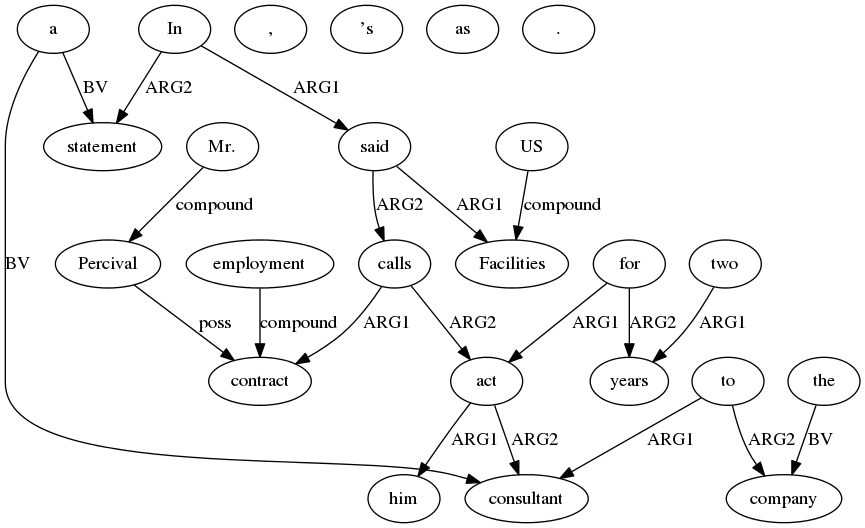 a In , ’s as .
BV ARG2 ARG1
statement Mr. said US
compound ARG2 ARG1 compound
BV
Percival employment calls Facilities for two
poss compound ARG1 ARG2 ARG1 ARG2 ARG1
contract act years to the
ARG1 ARG2 ARG1 ARG2 BV
him consultant company